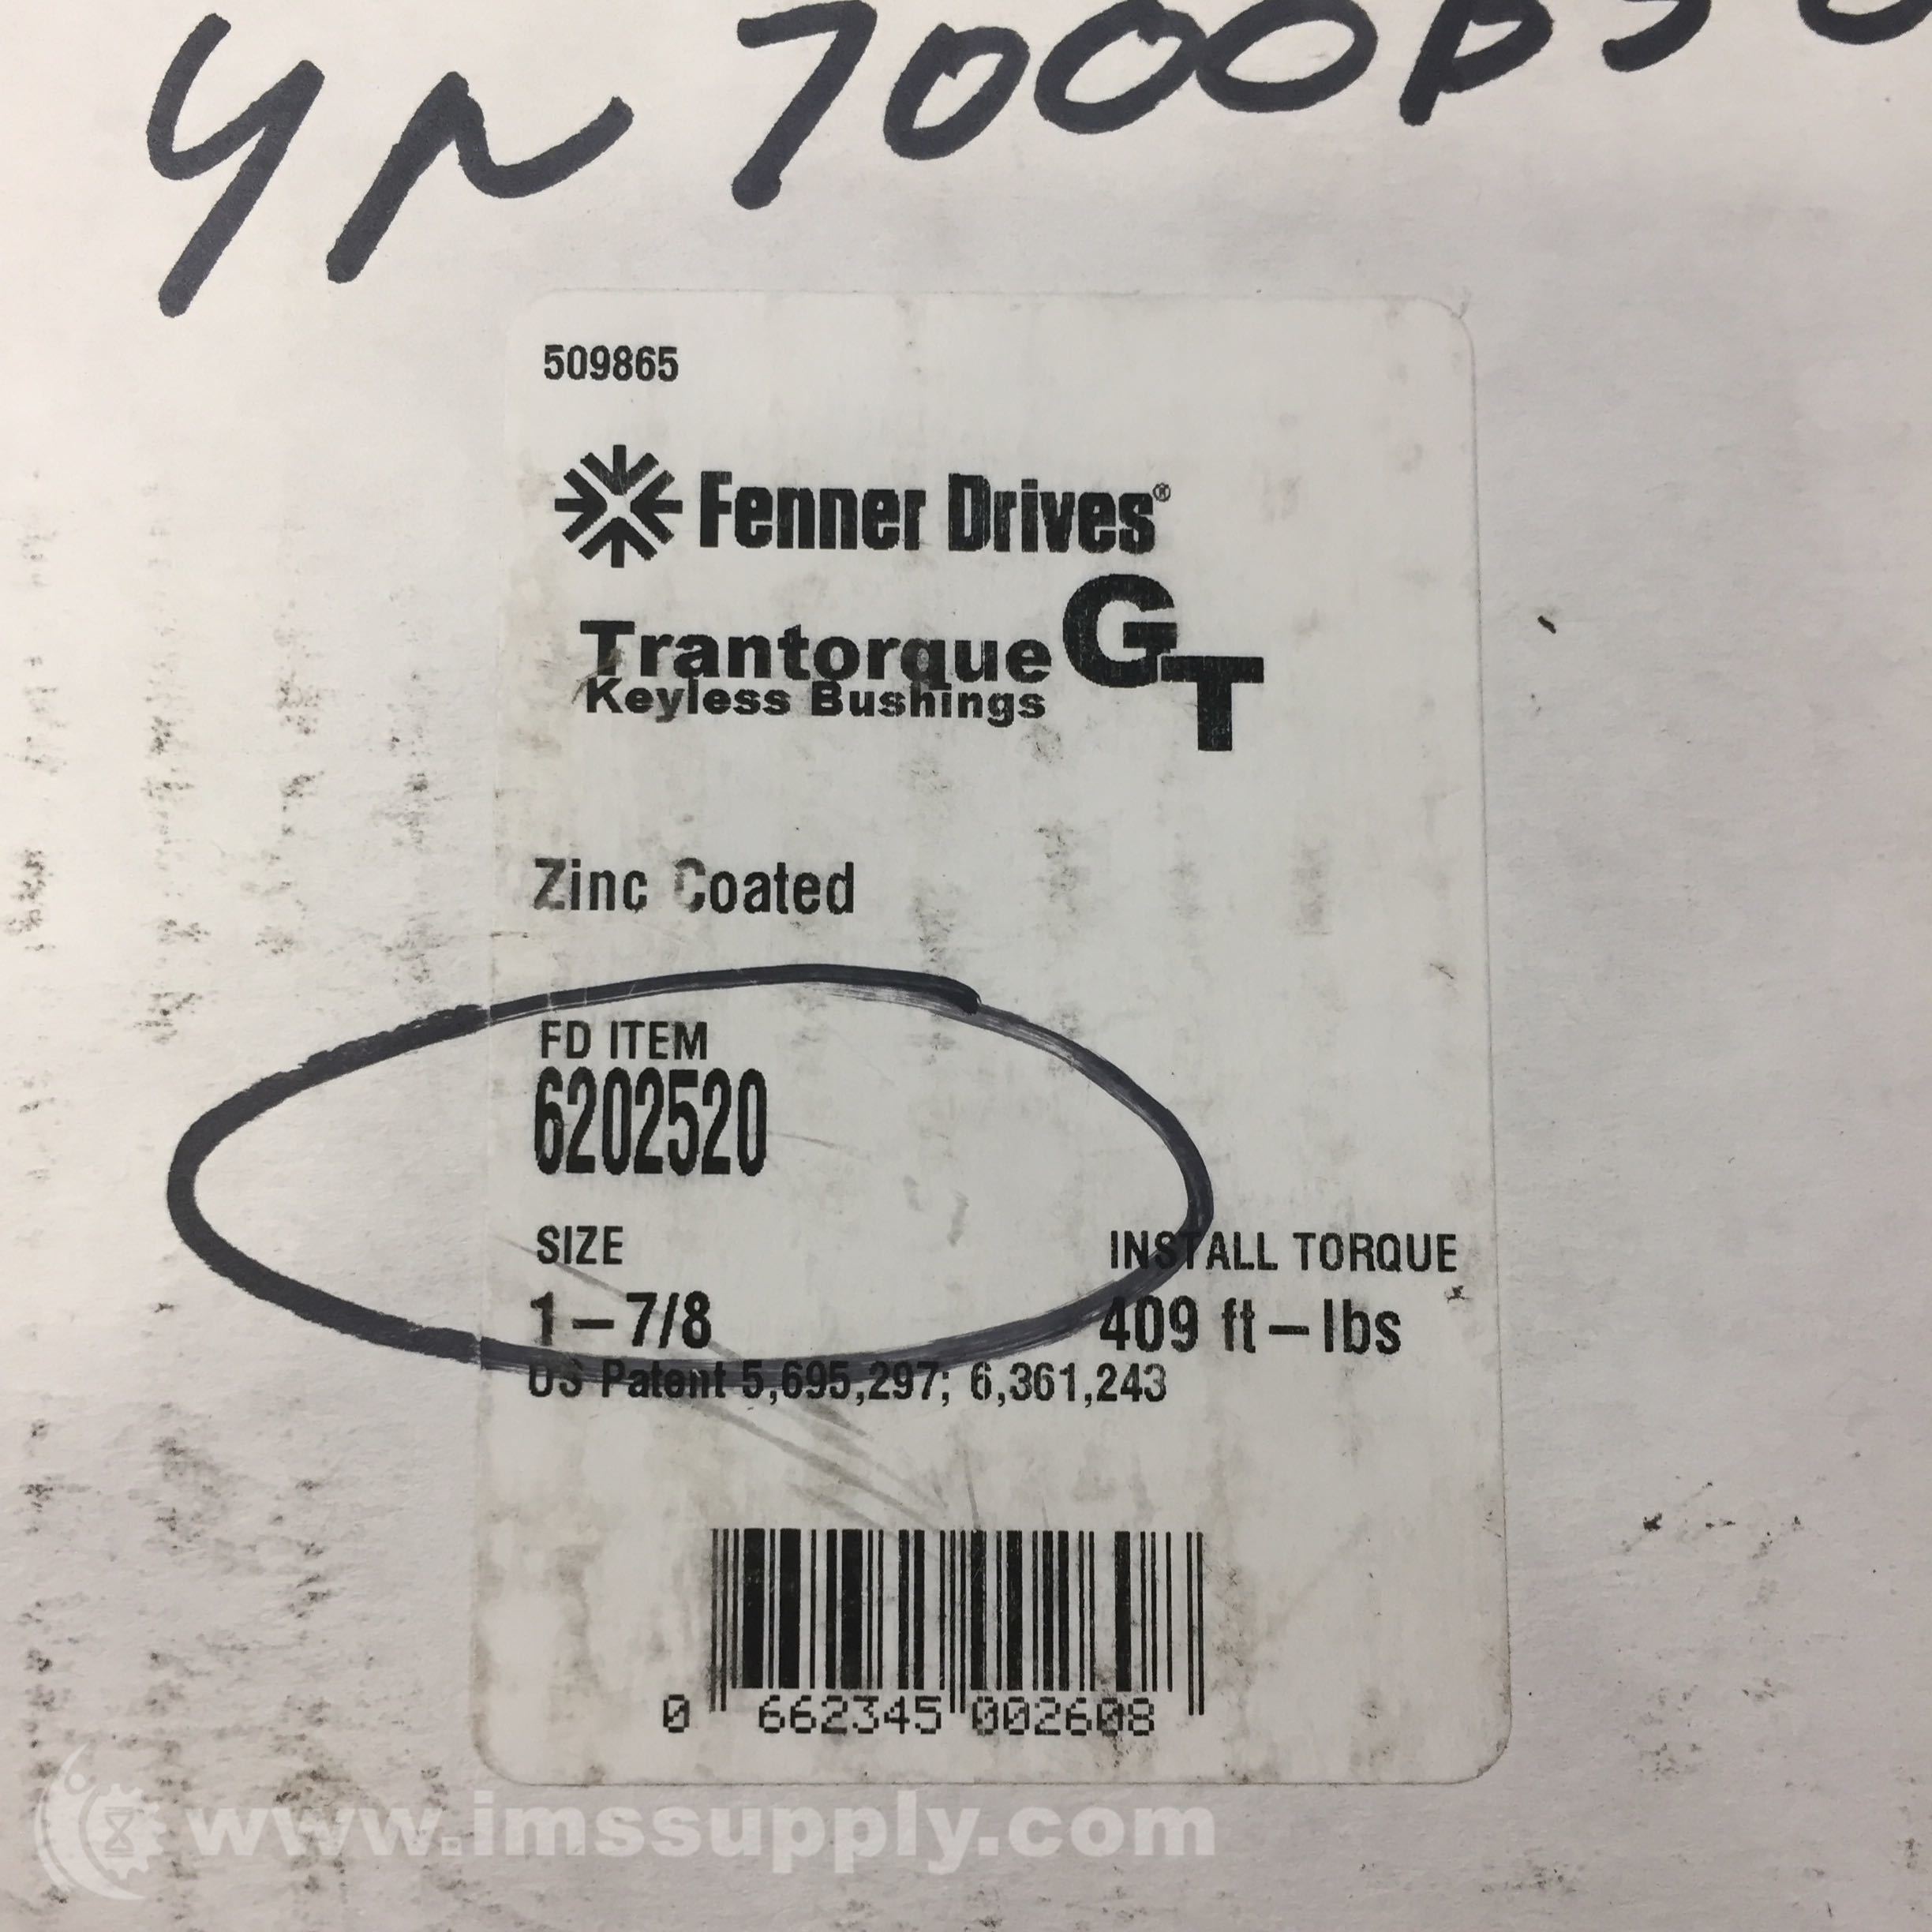 509865
Fenner Drives®
Trantorque GT
Keyless Bushings
Zinc Coated
FD ITEM
6202520
SIZE
INSTALL TORQUE
1-7/8
409 ft-lbs
US Patent 5,695,297; 6,361,243
0 662345 002608
www.imssupply.com